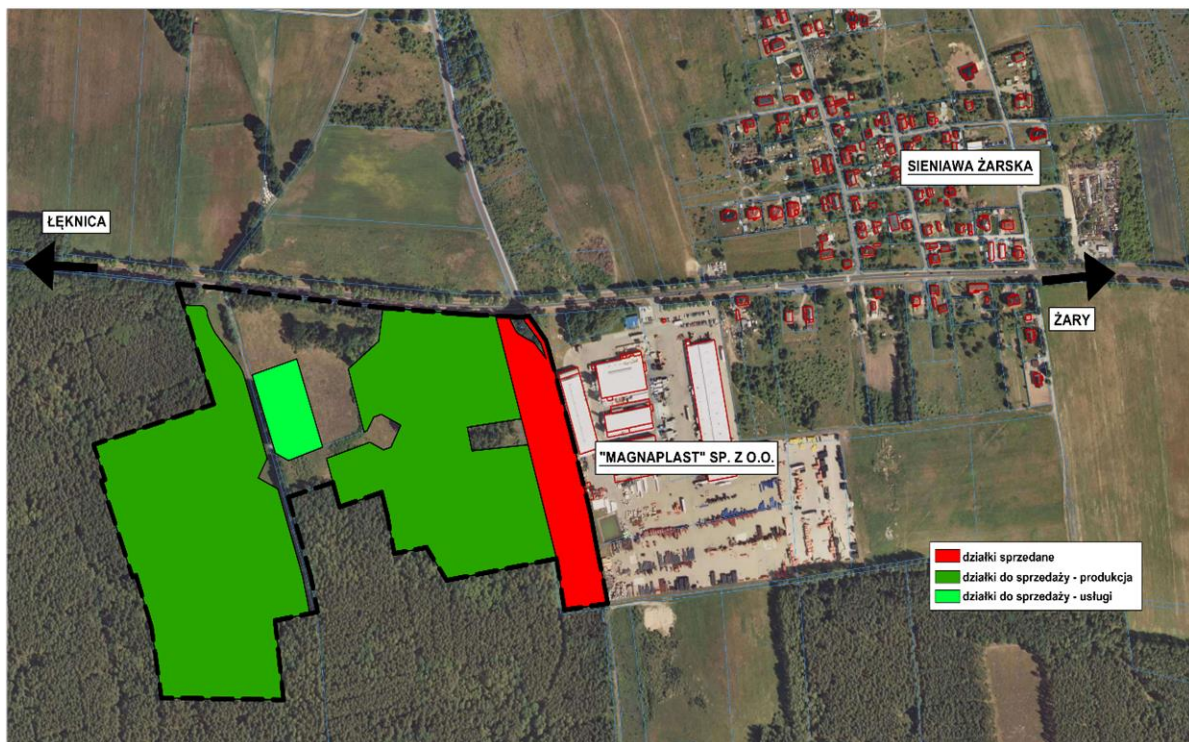 SIENIAWA ŻARSKA
ŁĘKNICA
ŻARY
"MAGNAPLAST" SP. Z O.O.
działki sprzedane
działki do sprzedaży - produkcja
działki do sprzedaży - usługi